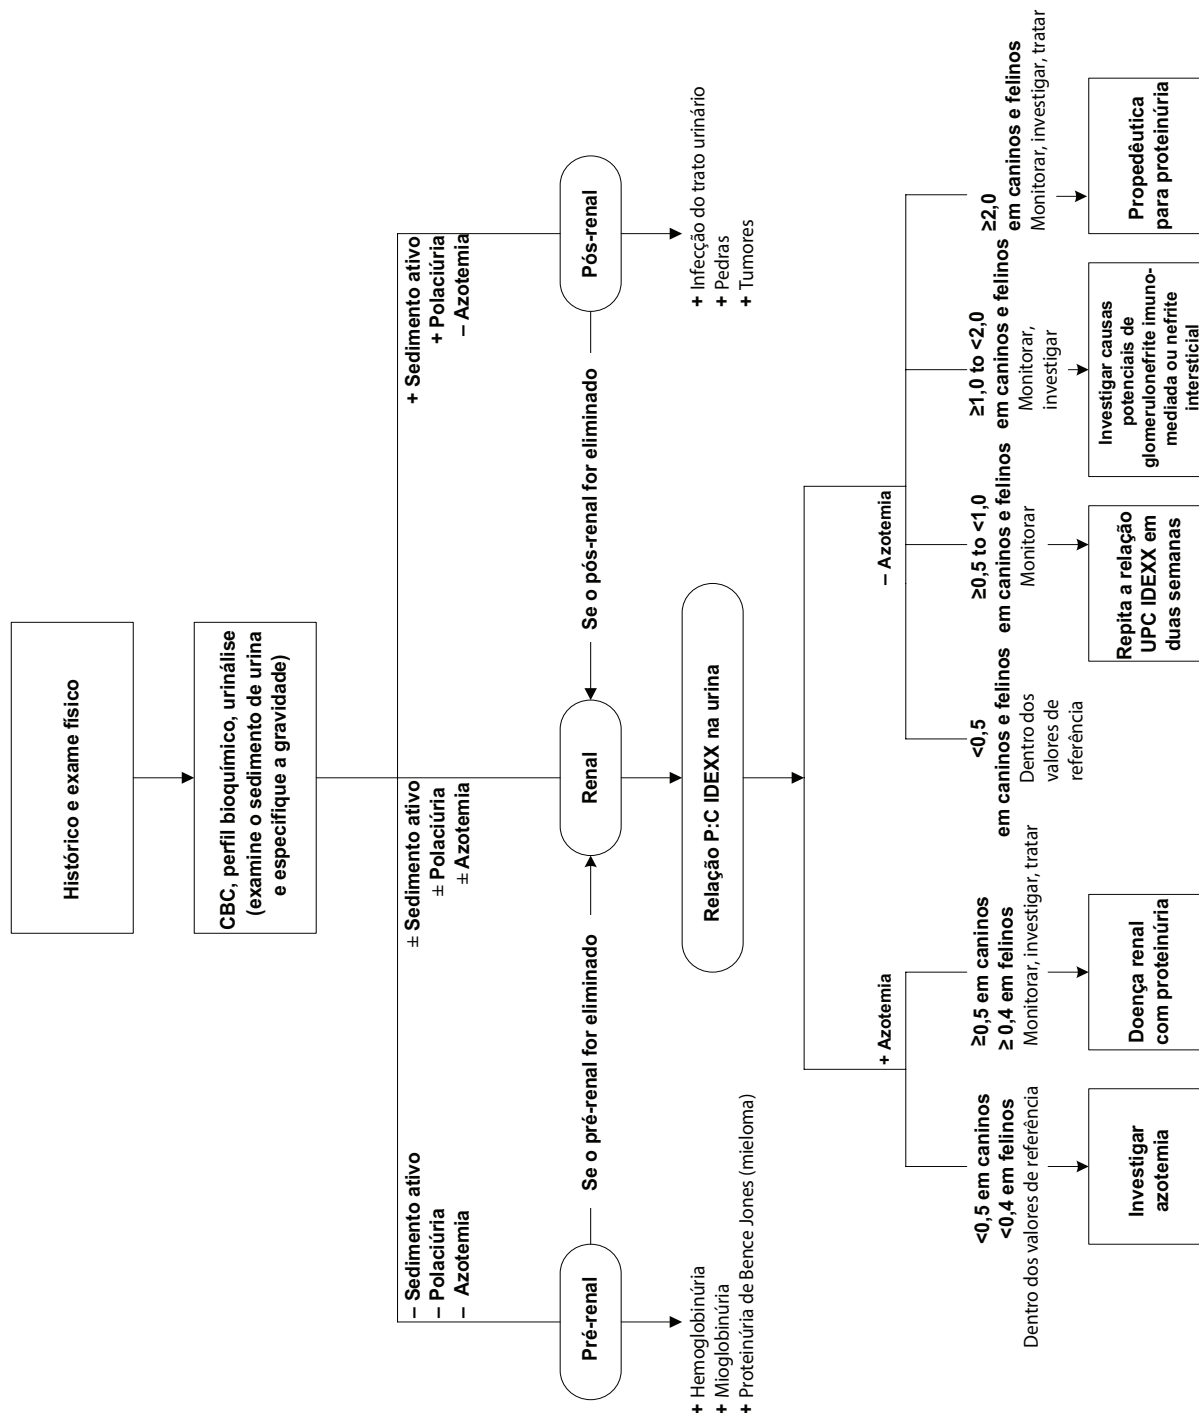 Histórico e exame físico
CBC, perfil bioquímico, urinálise
(examine o sedimento de urina
e especifique a gravidade)
– Sedimento ativo
– Polaciúria
– Azotemia
± Sedimento ativo
± Polaciúria
± Azotemia
+ Sedimento ativo
+ Polaciúria
– Azotemia
Pré-renal
Se o pré-renal for eliminado
Renal
Se o pós-renal for eliminado
Pós-renal
+ Hemoglobinúria
+ Mioglobinúria
+ Proteinúria de Bence Jones (mieloma)
+ Infecção do trato urinário
+ Pedras
+ Tumores
Relação P:C IDEXX na urina
+ Azotemia
– Azotemia
<0,5 em caninos
<0,4 em felinos
Dentro dos valores de referência
Investigar
azotemia
≥0,5 em caninos
≥ 0,4 em felinos
Monitorar, investigar, tratar
Doença renal
com proteinúria
<0,5
em caninos e felinos
Dentro dos
valores de
referência
≥0,5 to <1,0
em caninos e felinos
Monitorar
Repita a relação
UPC IDEXX em
duas semanas
≥1,0 to <2,0
em caninos e felinos
Monitorar,
investigar
Investigar causas
potenciais de
glomerulonefrite imuno-
mediada ou nefrite
intersticial
≥2,0
em caninos e felinos
Monitorar, investigar, tratar
Propedêutica
para proteinúria